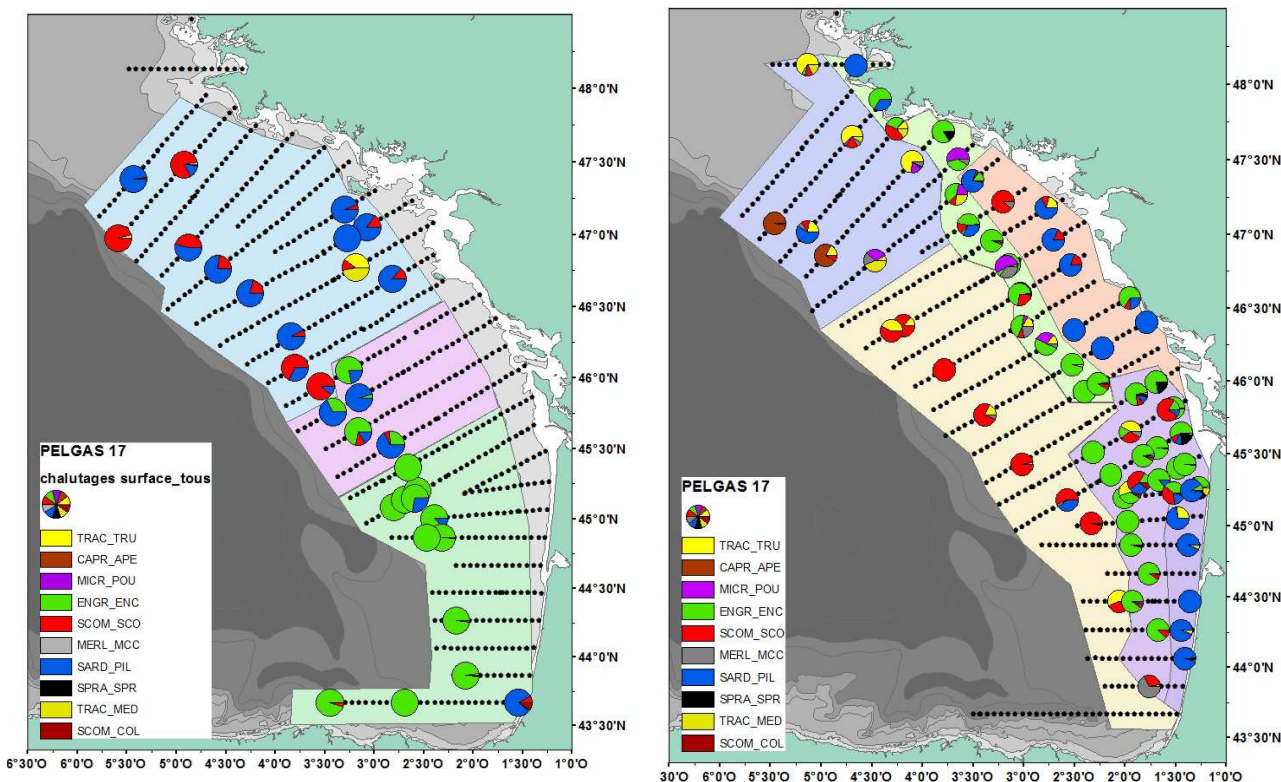 48°0'N
47°30'N
47°0'N
46°30'N
46°0'N
45°30'N
45°0'N
44°30'N
44°0'N
43°30'N
PELGAS 17
chalutages surface_tous
TRAC_TRU
CAPR_APE
MICR_POU
ENGR_ENC
SCOM_SCO
MERL_MCC
SARD_PIL
SPRA_SPR
TRAC_MED
SCOM_COL
6°30'O 6°0'O 5°30'O 5°0'O 4°30'O 4°0'O 3°30'O 3°0'O 2°30'O 2°0'O 1°30'O 1°0'O
48°0'N
47°30'N
47°0'N
46°30'N
46°0'N
45°30'N
45°0'N
44°30'N
44°0'N
43°30'N
PELGAS 17
TRAC_TRU
CAPR_APE
MICR_POU
ENGR_ENC
SCOM_SCO
MERL_MCC
SARD_PIL
SPRA_SPR
TRAC_MED
SCOM_COL
30'O 6°0'O 5°30'O 5°0'O 4°30'O 4°0'O 3°30'O 3°0'O 2°30'O 2°0'O 1°30'O 1°0'O